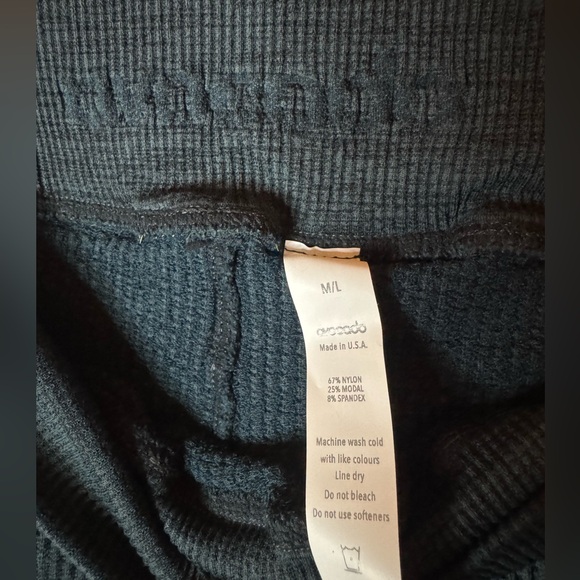 avocado
M/L
avocado
Made in U.S.A.
67% NYLON
25% MODAL
8% SPANDEX
Machine wash cold
with like colours
Line dry
Do not bleach
Do not use softeners